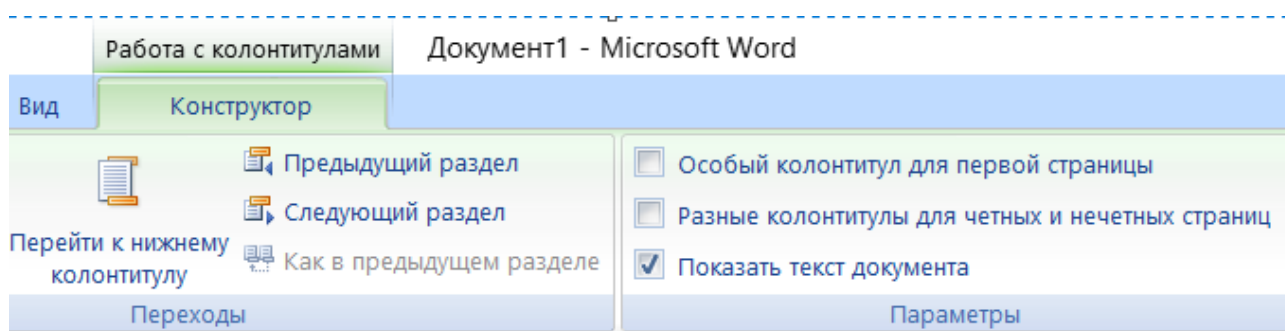 Работа с колонтитулами
Документ1 - Microsoft Word
Вид
Конструктор
Перейти к нижнему
колонтитулу
Предыдущий раздел
Следующий раздел
Как в предыдущем разделе
Переходы
Особый колонтитул для первой страницы
Разные колонтитулы для четных и нечетных страниц
Показать текст документа
Параметры